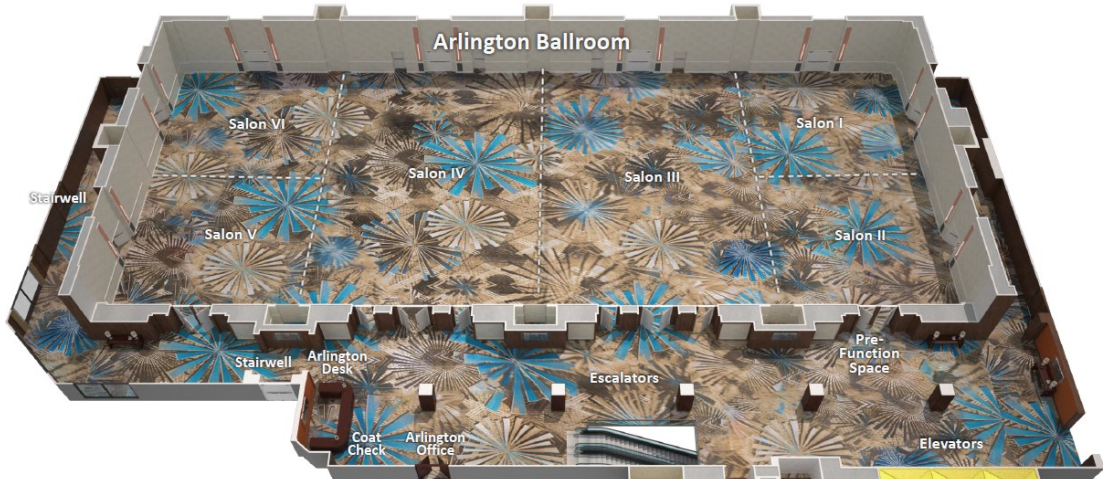 Arlington Ballroom
Salon VI
Salon I
Salon IV
Salon III
Stairwell
Salon V
Salon II
Stairwell
Arlington
Desk
Escalators
Pre-
Function
Space
Coat
Check
Arlington
Office
Elevators